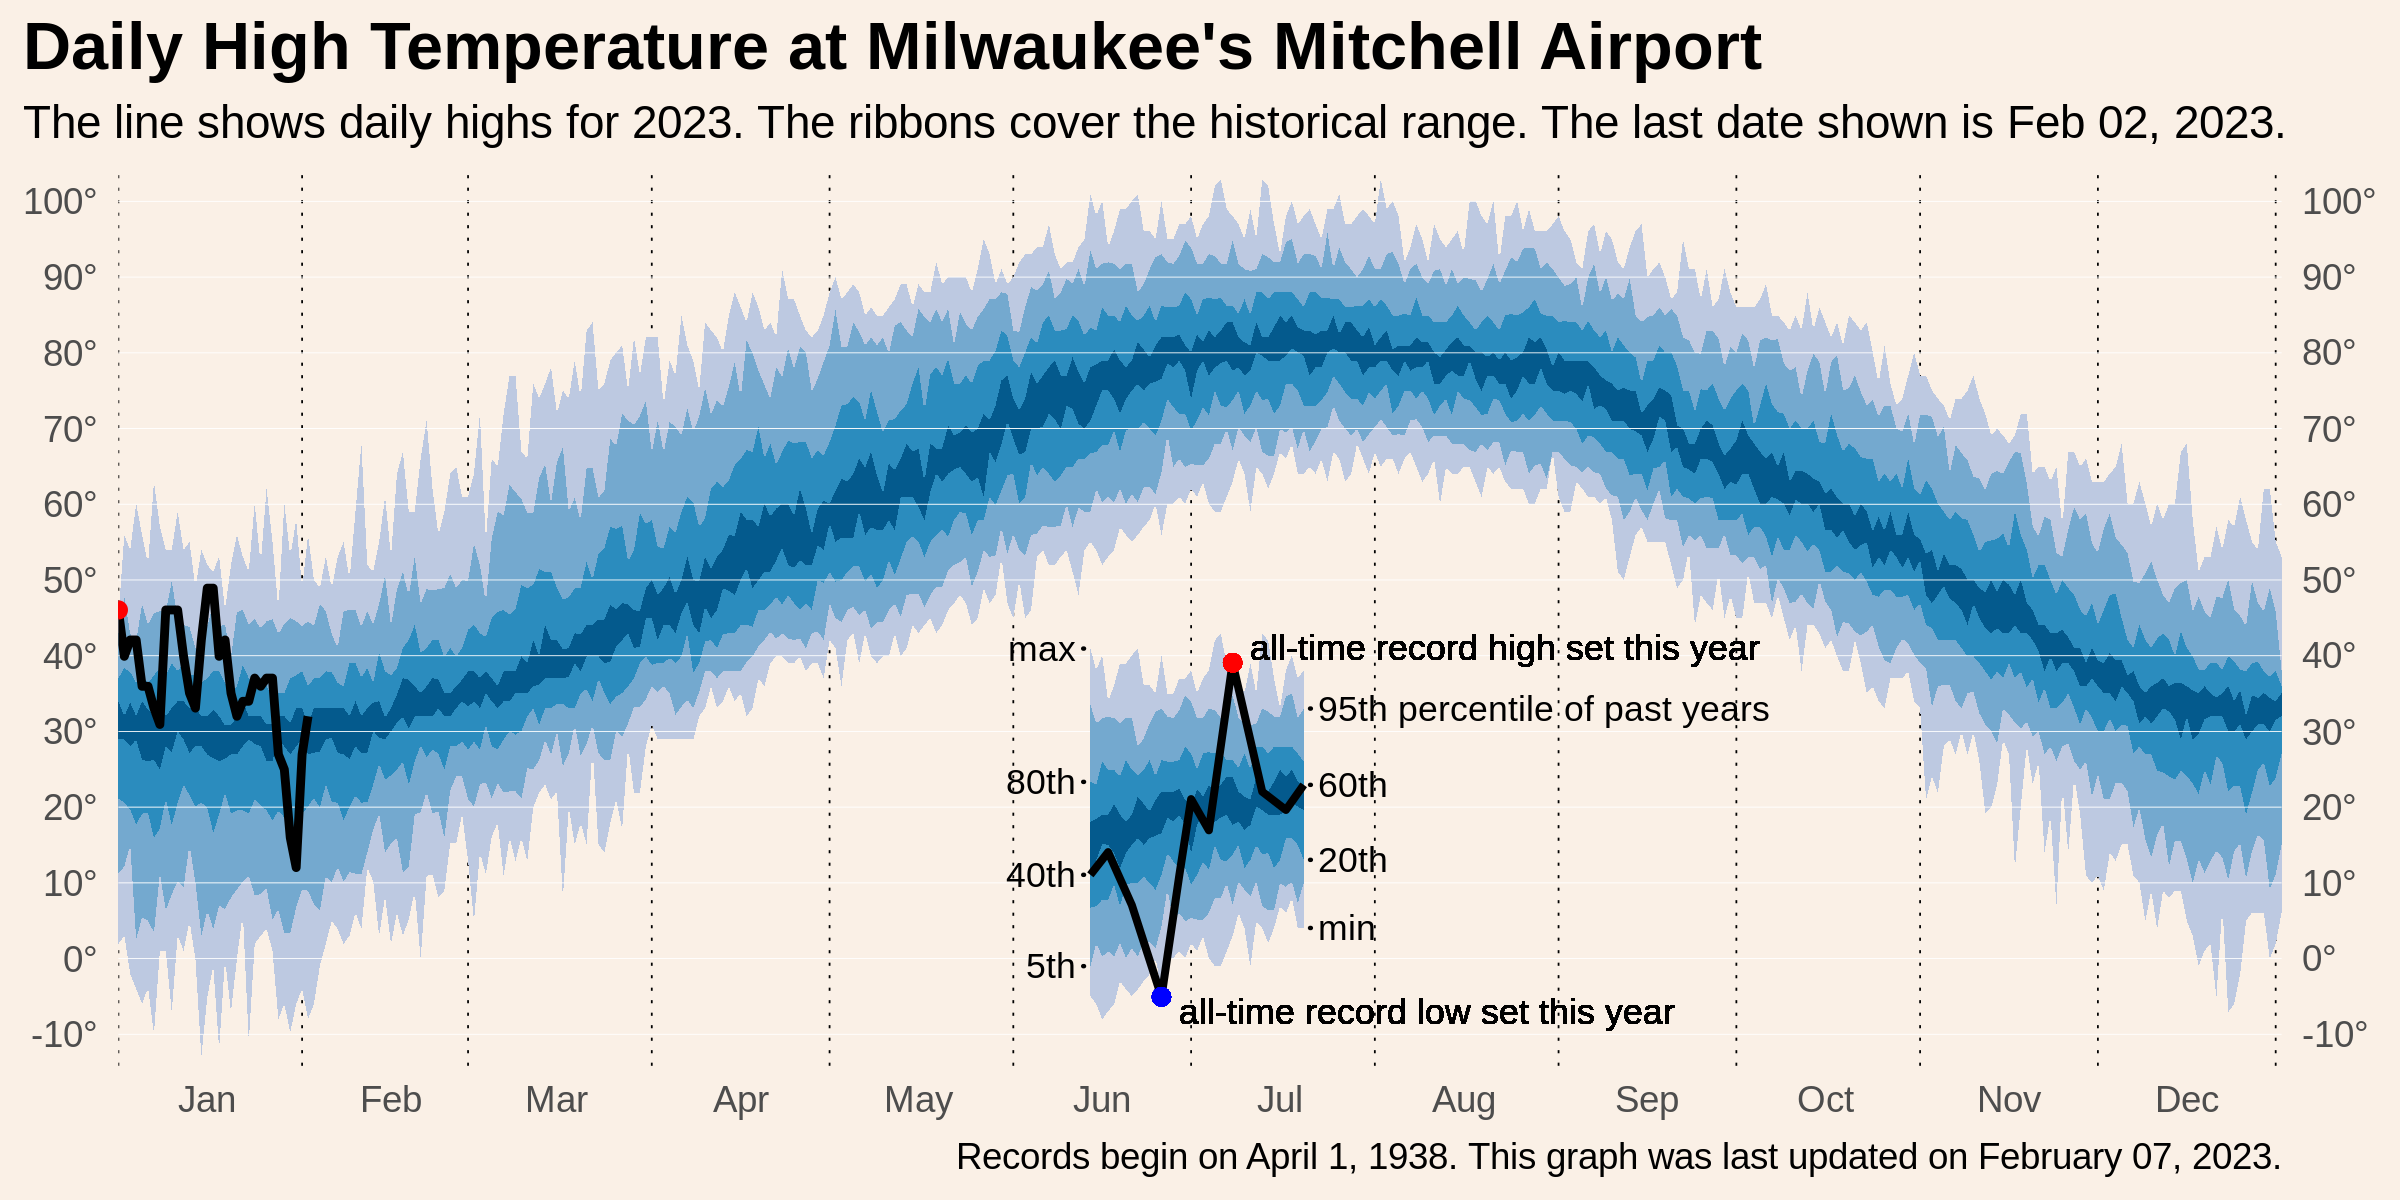 Daily High Temperature at Milwaukee's Mitchell Airport
The line shows daily highs for 2023. The ribbons cover the historical range. The last date shown is Feb 02, 2023.
100° 100°
90° 90°
80° 80°
70° 70°
60° 60°
50° 50°
max all-time record high set this year
40° 40°
95th percentile of past years
30° 30°
80th 60th
20° 20°
40th 20th
10° 10°
min
0° 5th 0°
all-time record low set this year
-10° -10°
Jan Feb Mar Apr May Jun Jul Aug Sep Oct Nov Dec
Records begin on April 1, 1938. This graph was last updated on February 07, 2023.